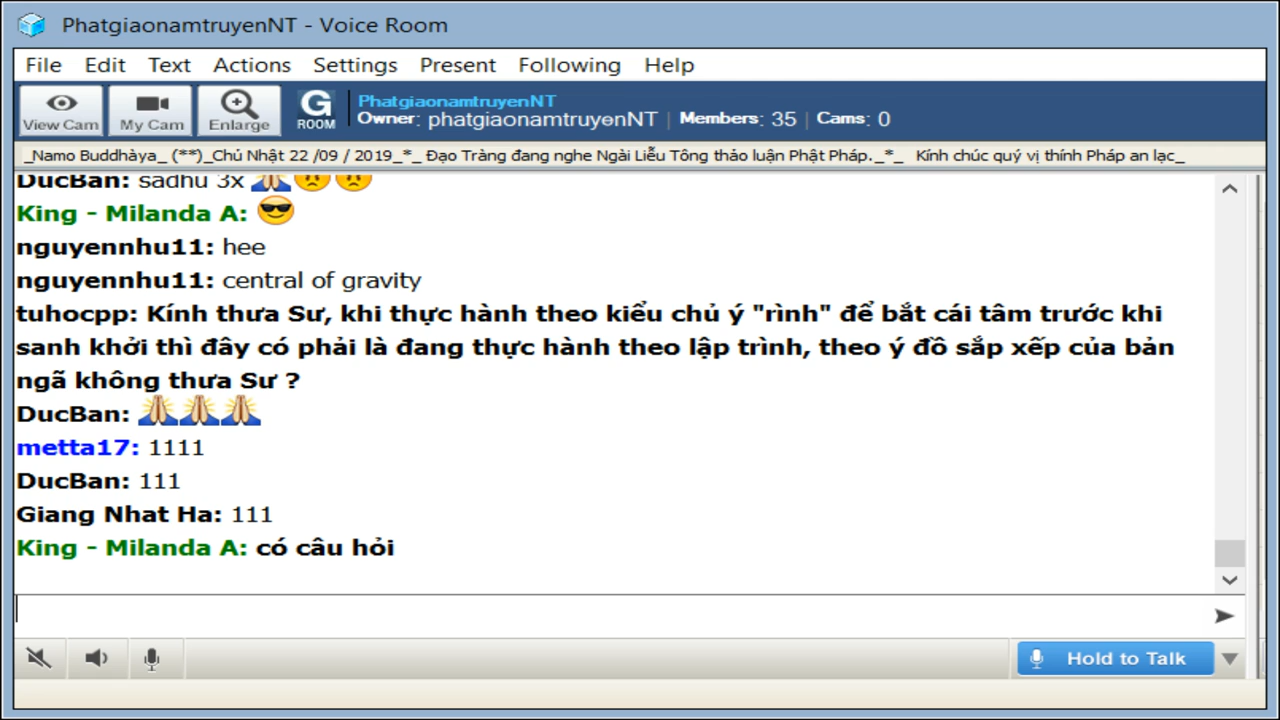 PhatgiaonamtruyenNT - Voice Room
File Edit Text Actions Settings Present Following Help
View Cam My Cam Enlarge G ROOM
PhatgiaonamtruyenNT
Owner: phatgiaonamtruyenNT | Members: 35 | Cams: 0
_Namo Buddhàya_ (**)_Chủ Nhật 22 /09 / 2019_*_ Đạo Tràng đang nghe Ngài Liễu Tông thảo luận Phật Pháp._*_ Kính chúc quý vị thính Pháp an lạc_
DucBan: sadhu 3x
King - Milanda A:
nguyennhu11: hee
nguyennhu11: central of gravity
tuhocpp: Kính thưa Sư, khi thực hành theo kiểu chủ ý "rình" để bắt cái tâm trước khi
sanh khởi thì đây có phải là đang thực hành theo lập trình, theo ý đồ sắp xếp của bản
ngã không thưa Sư ?
DucBan:
metta17: 1111
DucBan: 111
Giang Nhat Ha: 111
King - Milanda A: có câu hỏi
Hold to Talk